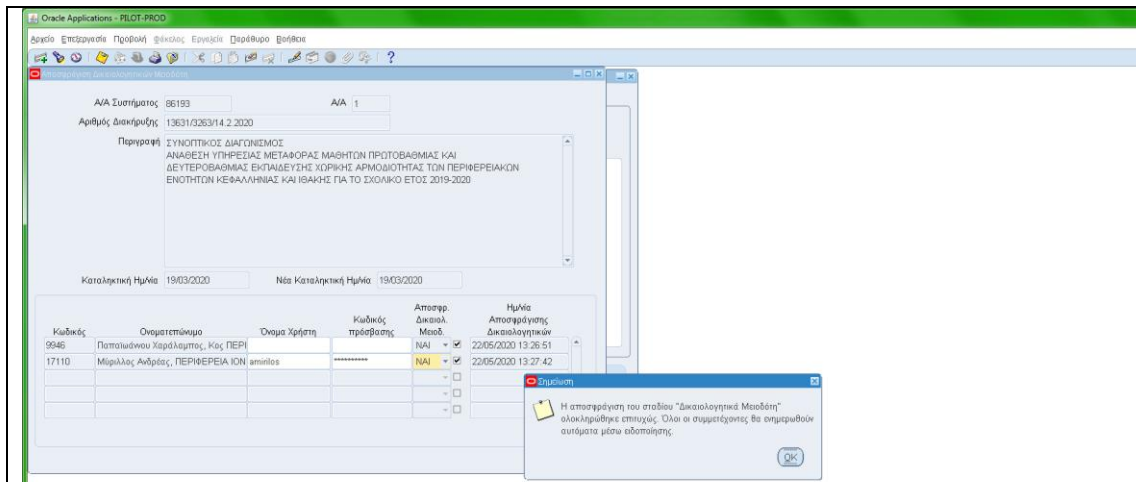 Oracle Applications - PILOT-PROD
Αρχείο Επεξεργασία Προβολή Φάκελος Εργαλεία Παράθυρο Βοήθεια
Αποσφράγιση Δικαιολογητικών Μειοδότη
Α/Α Συστήματος 86193 Α/Α 1
Αριθμός Διακήρυξης 13631/3263/14.2.2020
Περιγραφή ΣΥΝΟΠΤΙΚΟΣ ΔΙΑΓΩΝΙΣΜΟΣ
ΑΝΑΘΕΣΗ ΥΠΗΡΕΣΙΑΣ ΜΕΤΑΦΟΡΑΣ ΜΑΘΗΤΩΝ ΠΡΩΤΟΒΑΘΜΙΑΣ ΚΑΙ
ΔΕΥΤΕΡΟΒΑΘΜΙΑΣ ΕΚΠΑΙΔΕΥΣΗΣ ΧΩΡΙΚΗΣ ΑΡΜΟΔΙΟΤΗΤΑΣ ΤΩΝ ΠΕΡΙΦΕΡΕΙΑΚΩΝ
ΕΝΟΤΗΤΩΝ ΚΕΦΑΛΛΗΝΙΑΣ ΚΑΙ ΙΘΑΚΗΣ ΓΙΑ ΤΟ ΣΧΟΛΙΚΟ ΕΤΟΣ 2019-2020
Καταληκτική Ημ/νία 19/03/2020 Νέα Καταληκτική Ημ/νία 19/03/2020
Αποσφρ. Ημ/νία
Κωδικός Δικαιολ. Αποσφράγισης
Κωδικός Ονοματεπώνυμο Όνομα Χρήστη πρόσβασης Μειοδ. Δικαιολογητικών
9946 Παπαϊωάννου Χαράλαμπος, Κος ΠΕΡΙ ΝΑΙ 22/05/2020 13:26:51
17110 Μύριλλος Ανδρέας, ΠΕΡΙΦΕΡΕΙΑ ΙΟΝ amirilos ********** ΝΑΙ 22/05/2020 13:27:42
Σημείωση
Η αποσφράγιση του σταδίου "Δικαιολογητικά Μειοδότη"
ολοκληρώθηκε επιτυχώς. Όλοι οι συμμετέχοντες θα ενημερωθούν
αυτόματα μέσω ειδοποίησης.
OK